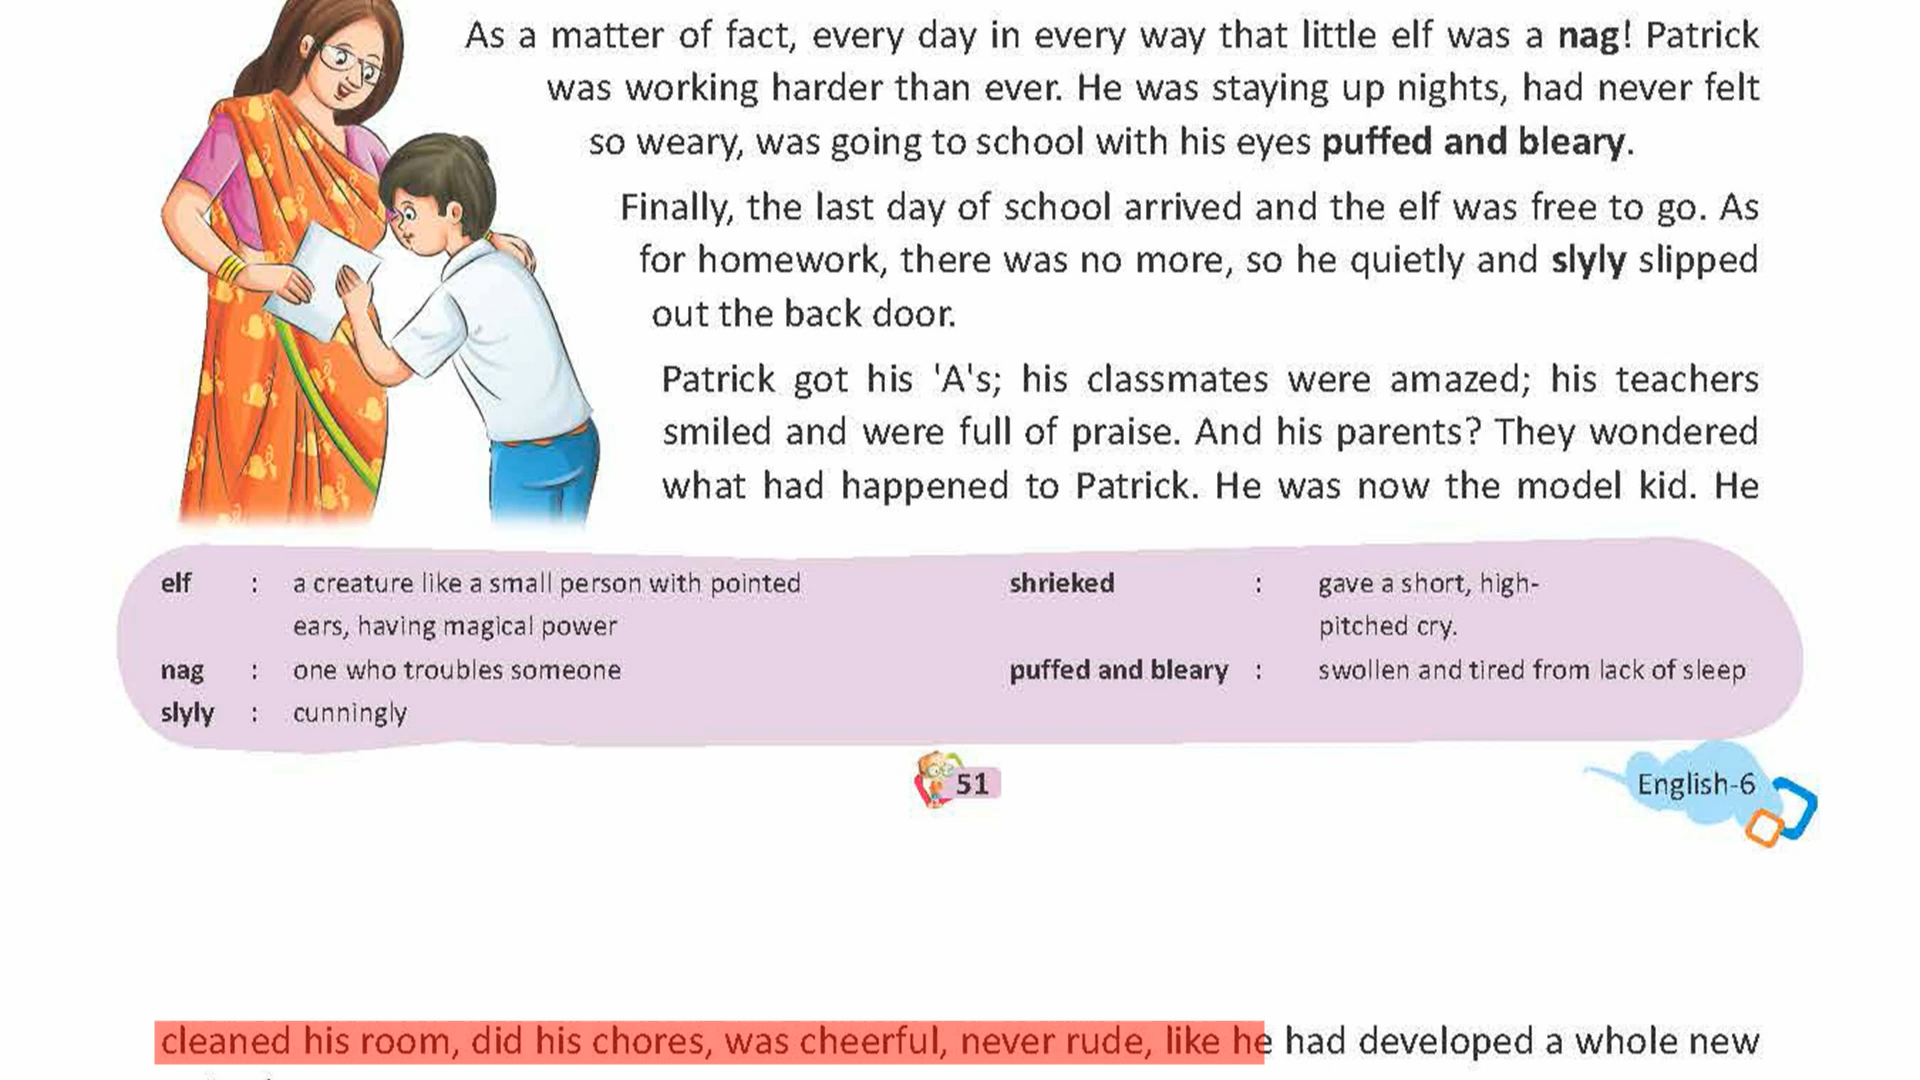 As a matter of fact, every day in every way that little elf was a nag! Patrick
was working harder than ever. He was staying up nights, had never felt
so weary, was going to school with his eyes puffed and bleary.
Finally, the last day of school arrived and the elf was free to go. As
for homework, there was no more, so he quietly and slyly slipped
out the back door.
Patrick got his 'A's; his classmates were amazed; his teachers
smiled and were full of praise. And his parents? They wondered
what had happened to Patrick. He was now the model kid. He
elf : a creature like a small person with pointed
ears, having magical power
nag : one who troubles someone
slyly : cunningly
shrieked : gave a short, high-
pitched cry.
puffed and bleary : swollen and tired from lack of sleep
51
English-6
cleaned his room, did his chores, was cheerful, never rude, like he had developed a whole new